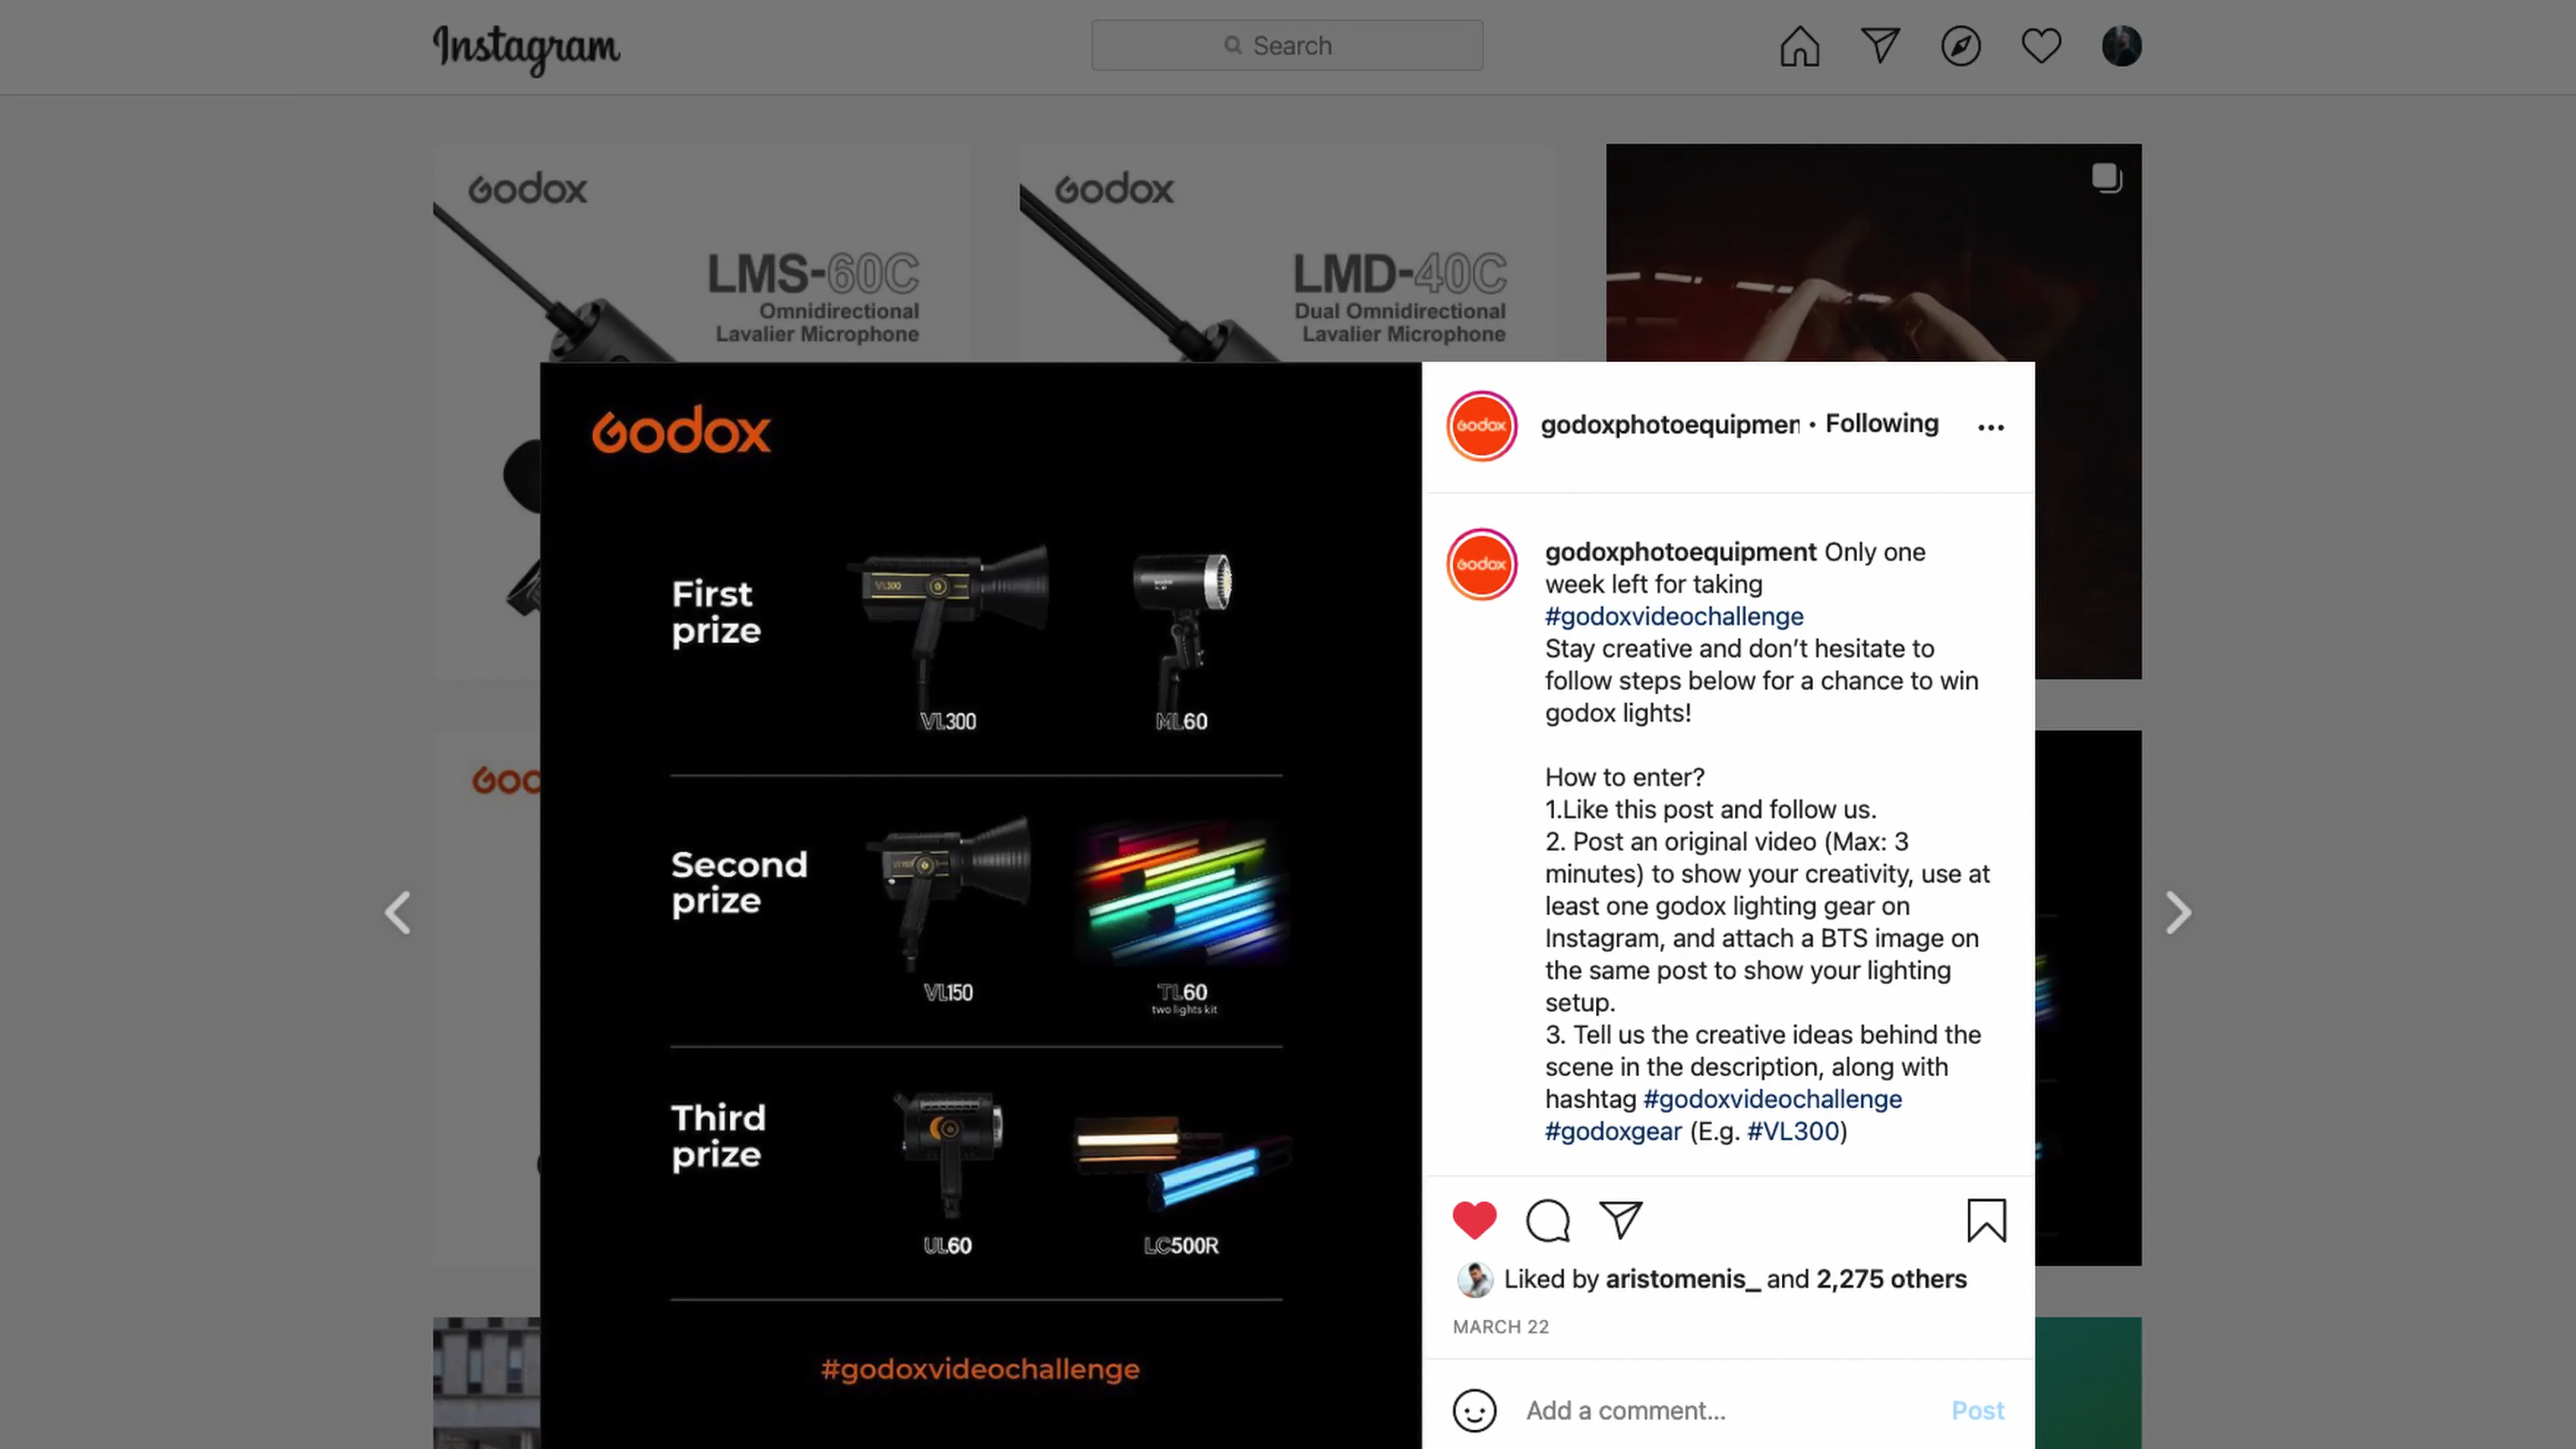 Instagram
Search
Godox
LMS-60C
Omnidirectional
Lavalier Microphone
Godox
LMD-40C
Dual Omnidirectional
Lavalier Microphone
Godox
First
prize
VL300
VL300
ML60
Second
prize
VL150
TL60
two lights kit
Third
prize
UL60
LC500R
#godoxvideochallenge
Godox
godoxphotoequipmen • Following
Godox
godoxphotoequipment Only one
week left for taking
#godoxvideochallenge
Stay creative and don’t hesitate to
follow steps below for a chance to win
godox lights!
How to enter?
1.Like this post and follow us.
2. Post an original video (Max: 3
minutes) to show your creativity, use at
least one godox lighting gear on
Instagram, and attach a BTS image on
the same post to show your lighting
setup.
3. Tell us the creative ideas behind the
scene in the description, along with
hashtag #godoxvideochallenge
#godoxgear (E.g. #VL300)
Liked by aristomenis_ and 2,275 others
MARCH 22
Add a comment...
Post